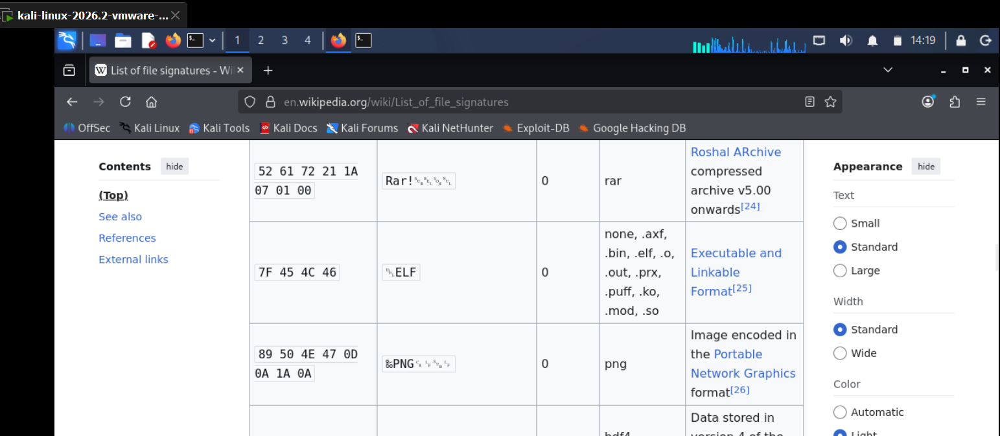 kali-linux-2026.2-vmware-...
1 2 3 4
14:19
List of file signatures - Wi
en.wikipedia.org/wiki/List_of_file_signatures
OffSec Kali Linux Kali Tools Kali Docs Kali Forums Kali NetHunter Exploit-DB Google Hacking DB
Contents hide
(Top)
See also
References
External links
52 61 72 21 1A
07 01 00
Rar!␚␇␁␀
0
rar
Roshal ARchive
compressed
archive v5.00
onwards[24]
7F 45 4C 46
␡ELF
0
none, .axf,
.bin, .elf, .o,
.out, .prx,
.puff, .ko,
.mod, .so
Executable and
Linkable
Format[25]
89 50 4E 47 0D
0A 1A 0A
‰PNG␍␊␚␊
0
png
Image encoded in
the Portable
Network Graphics
format[26]
hdf4
Data stored in
version 4 of the
Appearance hide
Text
Small
Standard
Large
Width
Standard
Wide
Color
Automatic
Light